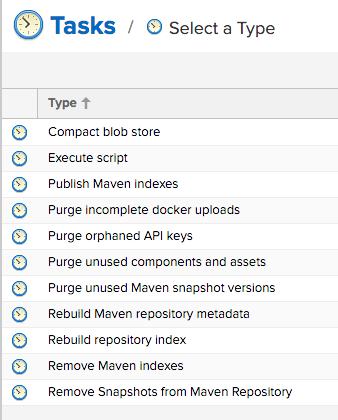 Tasks / Select a Type
Type
Compact blob store
Execute script
Publish Maven indexes
Purge incomplete docker uploads
Purge orphaned API keys
Purge unused components and assets
Purge unused Maven snapshot versions
Rebuild Maven repository metadata
Rebuild repository index
Remove Maven indexes
Remove Snapshots from Maven Repository